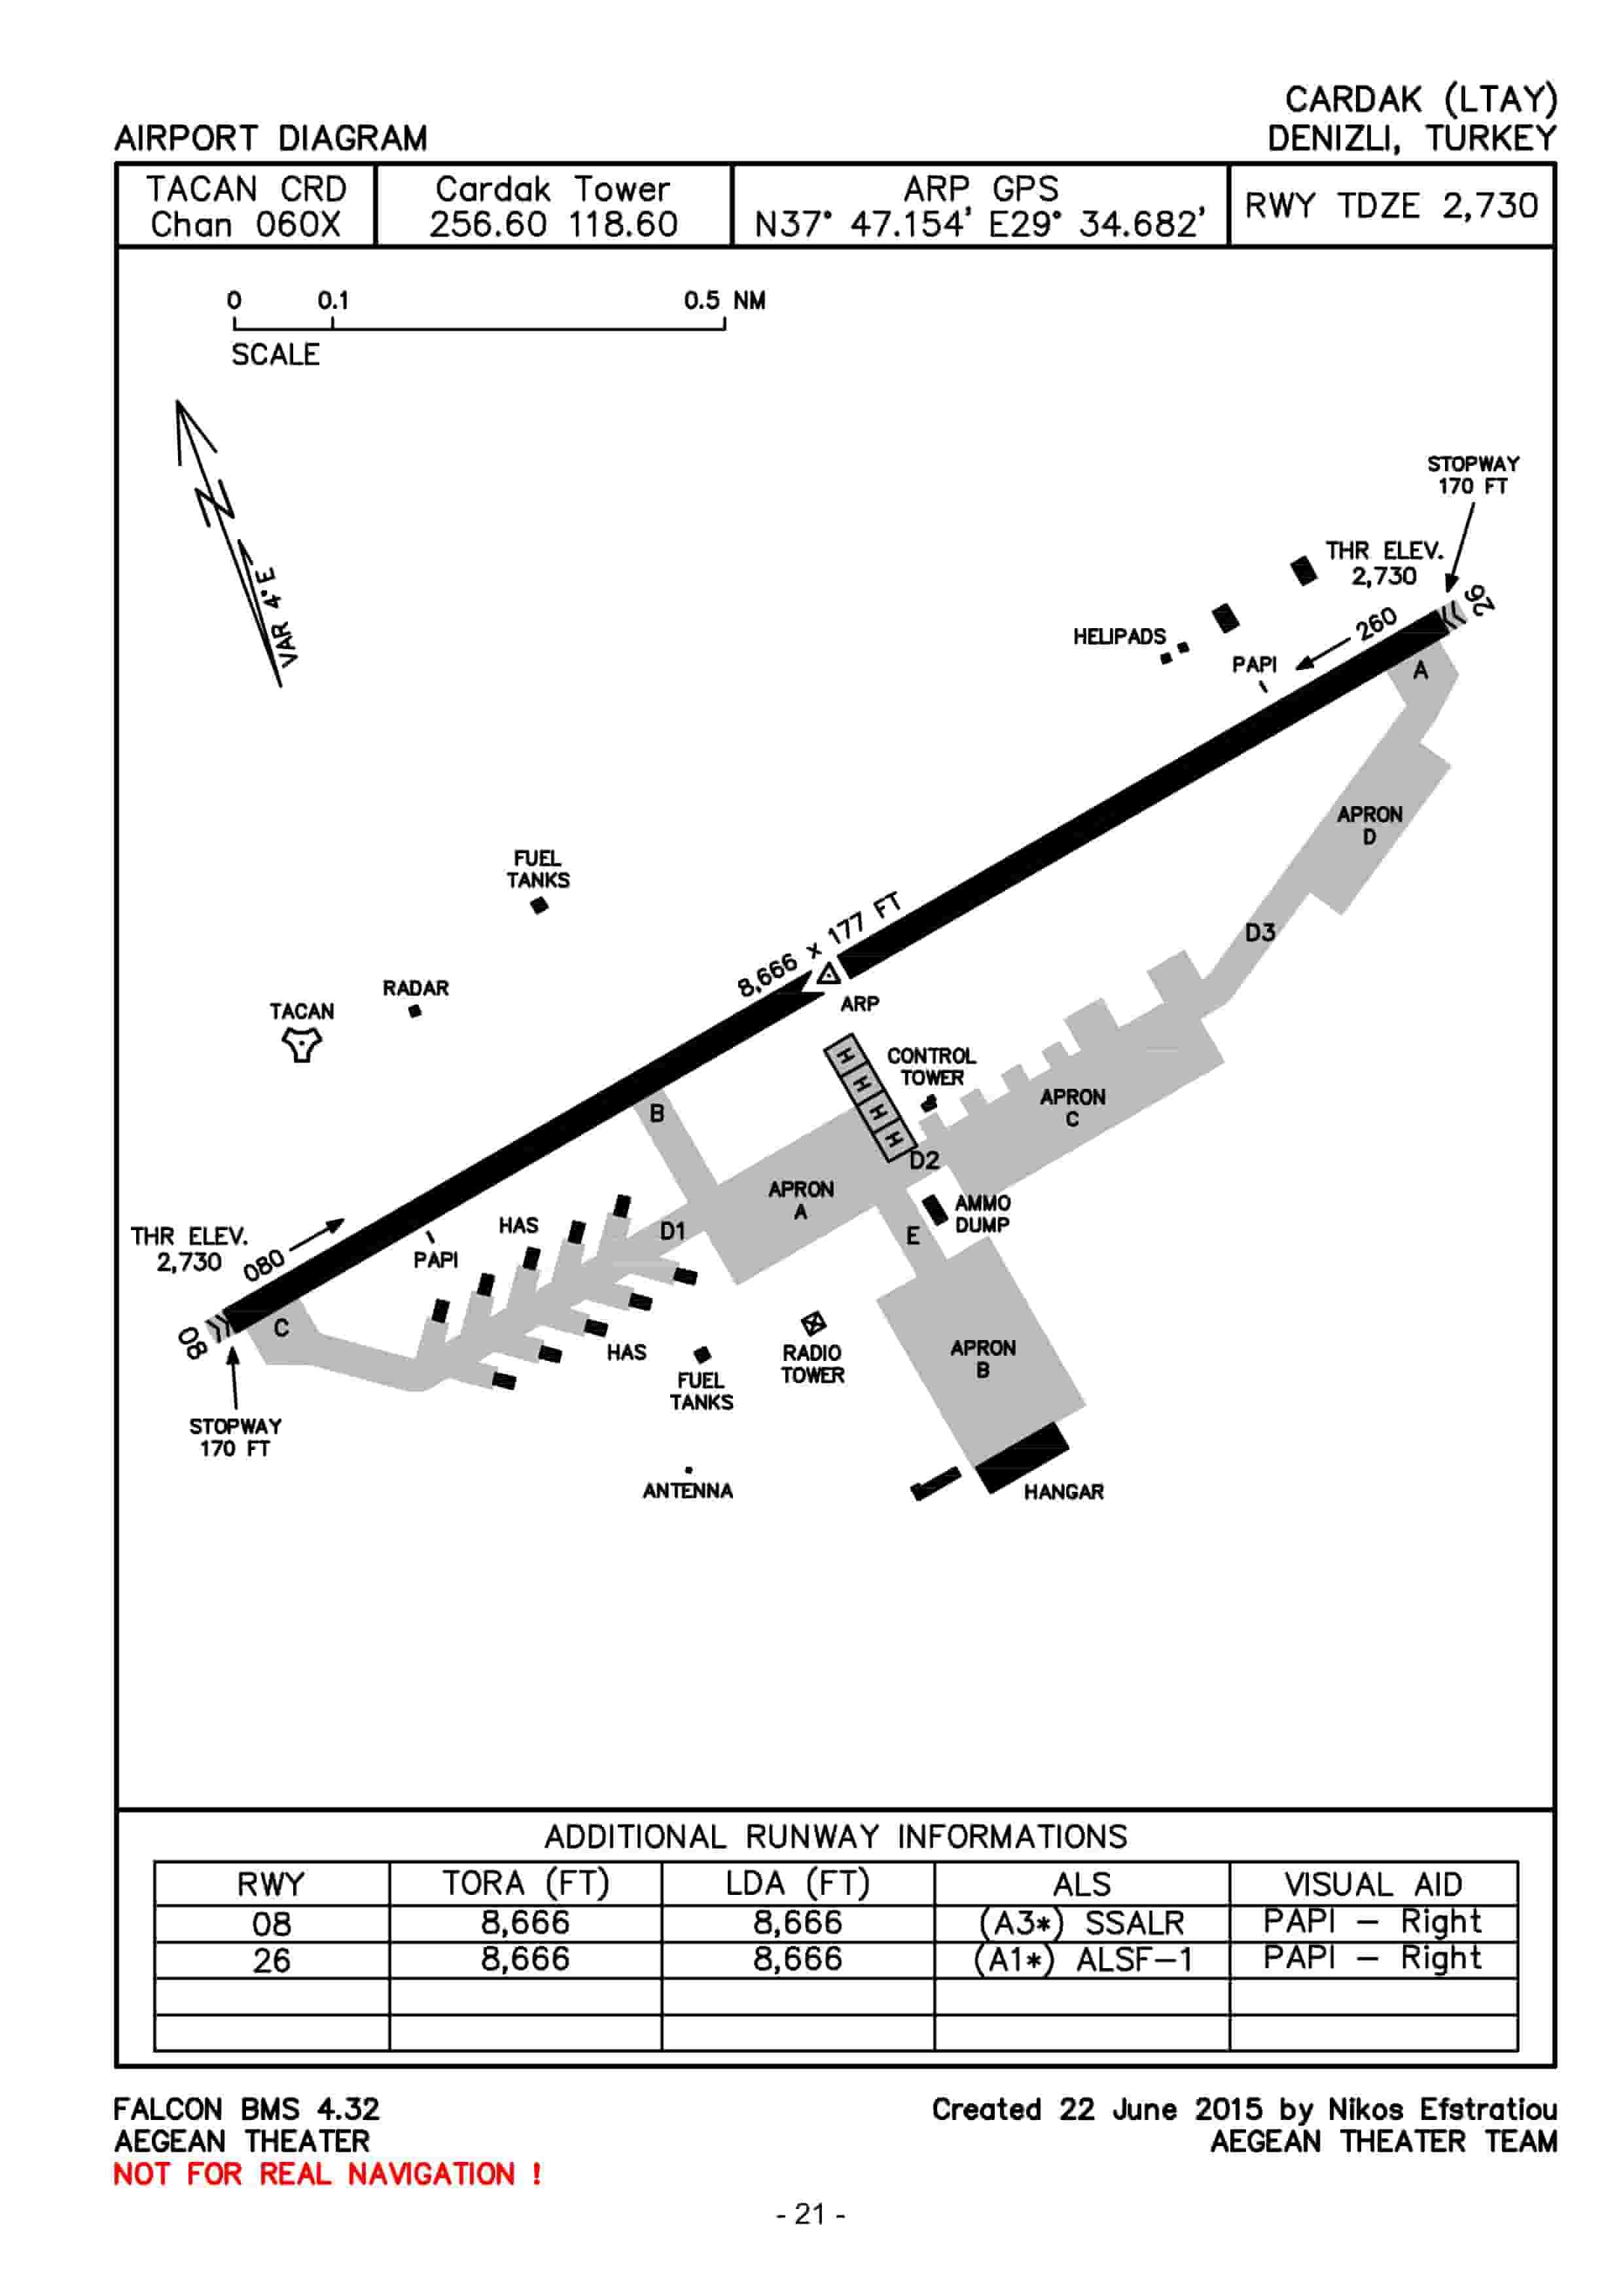 CARDAK (LTAY)
AIRPORT DIAGRAM
DENIZLI, TURKEY
TACAN CRD
Chan 060X
Cardak Tower
256.60 118.60
ARP GPS
N37° 47.154' E29° 34.682'
RWY TDZE 2,730
0 0.1 0.5 NM
SCALE
N
VAR 4°E
STOPWAY
170 FT
THR ELEV.
2,730
26
260
HELIPADS
PAPI
A
APRON
D
FUEL
TANKS
D3
8,666 x 177 FT
RADAR
TACAN
ARP
H
H
H
H
CONTROL
TOWER
APRON
C
B
D2
APRON
A
AMMO
DUMP
HAS
D1
E
THR ELEV.
2,730
080
PAPI
C
08
HAS
RADIO
TOWER
APRON
B
FUEL
TANKS
STOPWAY
170 FT
ANTENNA
HANGAR
ADDITIONAL RUNWAY INFORMATIONS
RWY TORA (FT) LDA (FT) ALS VISUAL AID
08 8,666 8,666 (A3*) SSALR PAPI – Right
26 8,666 8,666 (A1*) ALSF–1 PAPI – Right
FALCON BMS 4.32
AEGEAN THEATER
NOT FOR REAL NAVIGATION !
Created 22 June 2015 by Nikos Efstratiou
AEGEAN THEATER TEAM
- 21 -